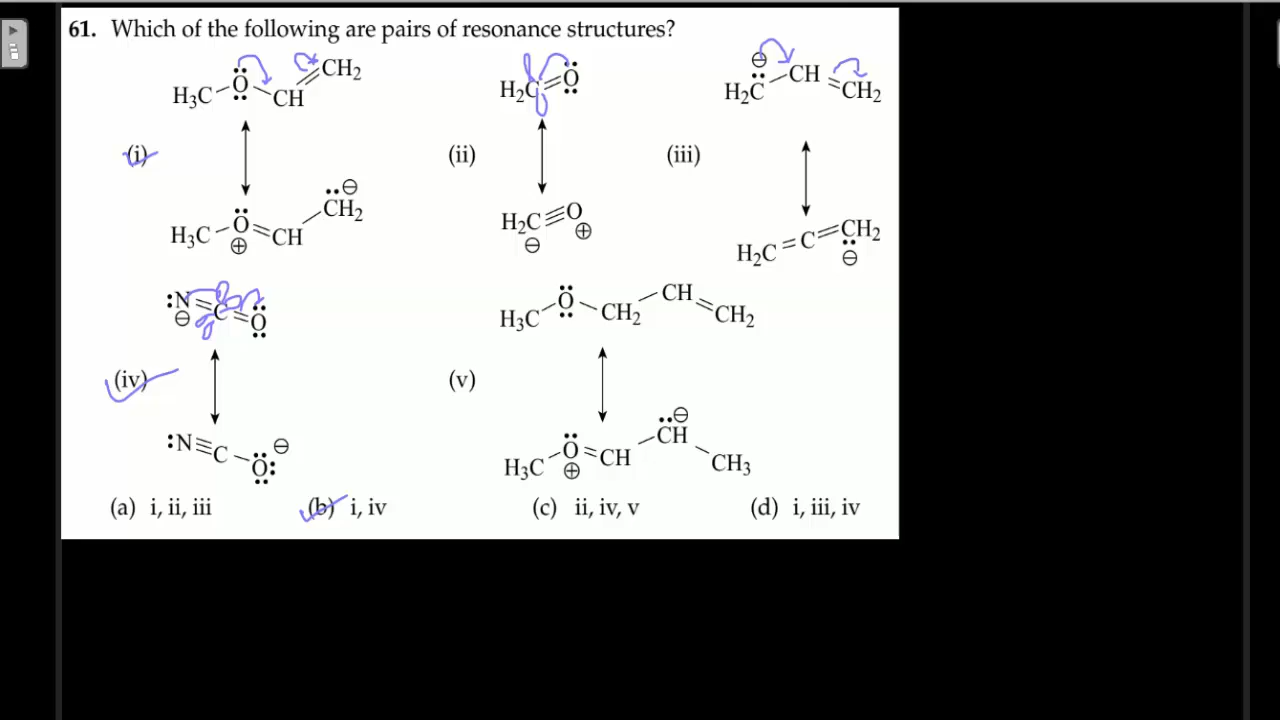 61. Which of the following are pairs of resonance structures?
H₃C–Ö–CH=CH₂
(i)
H₃C–Ö=CH–CH₂
⊕ ⊖
H₂C=O
(ii)
H₂C≡O
⊖ ⊕
⊖
H₂C–CH=CH₂
(iii)
H₂C=C=CH₂
⊖
:N=C=O
⊖
(iv)
:N≡C–O: ⊖
H₃C–O–CH₂–CH=CH₂
(v)
H₃C–O=CH–CH–CH₃
⊕ ⊖
(a) i, ii, iii (b) i, iv (c) ii, iv, v (d) i, iii, iv